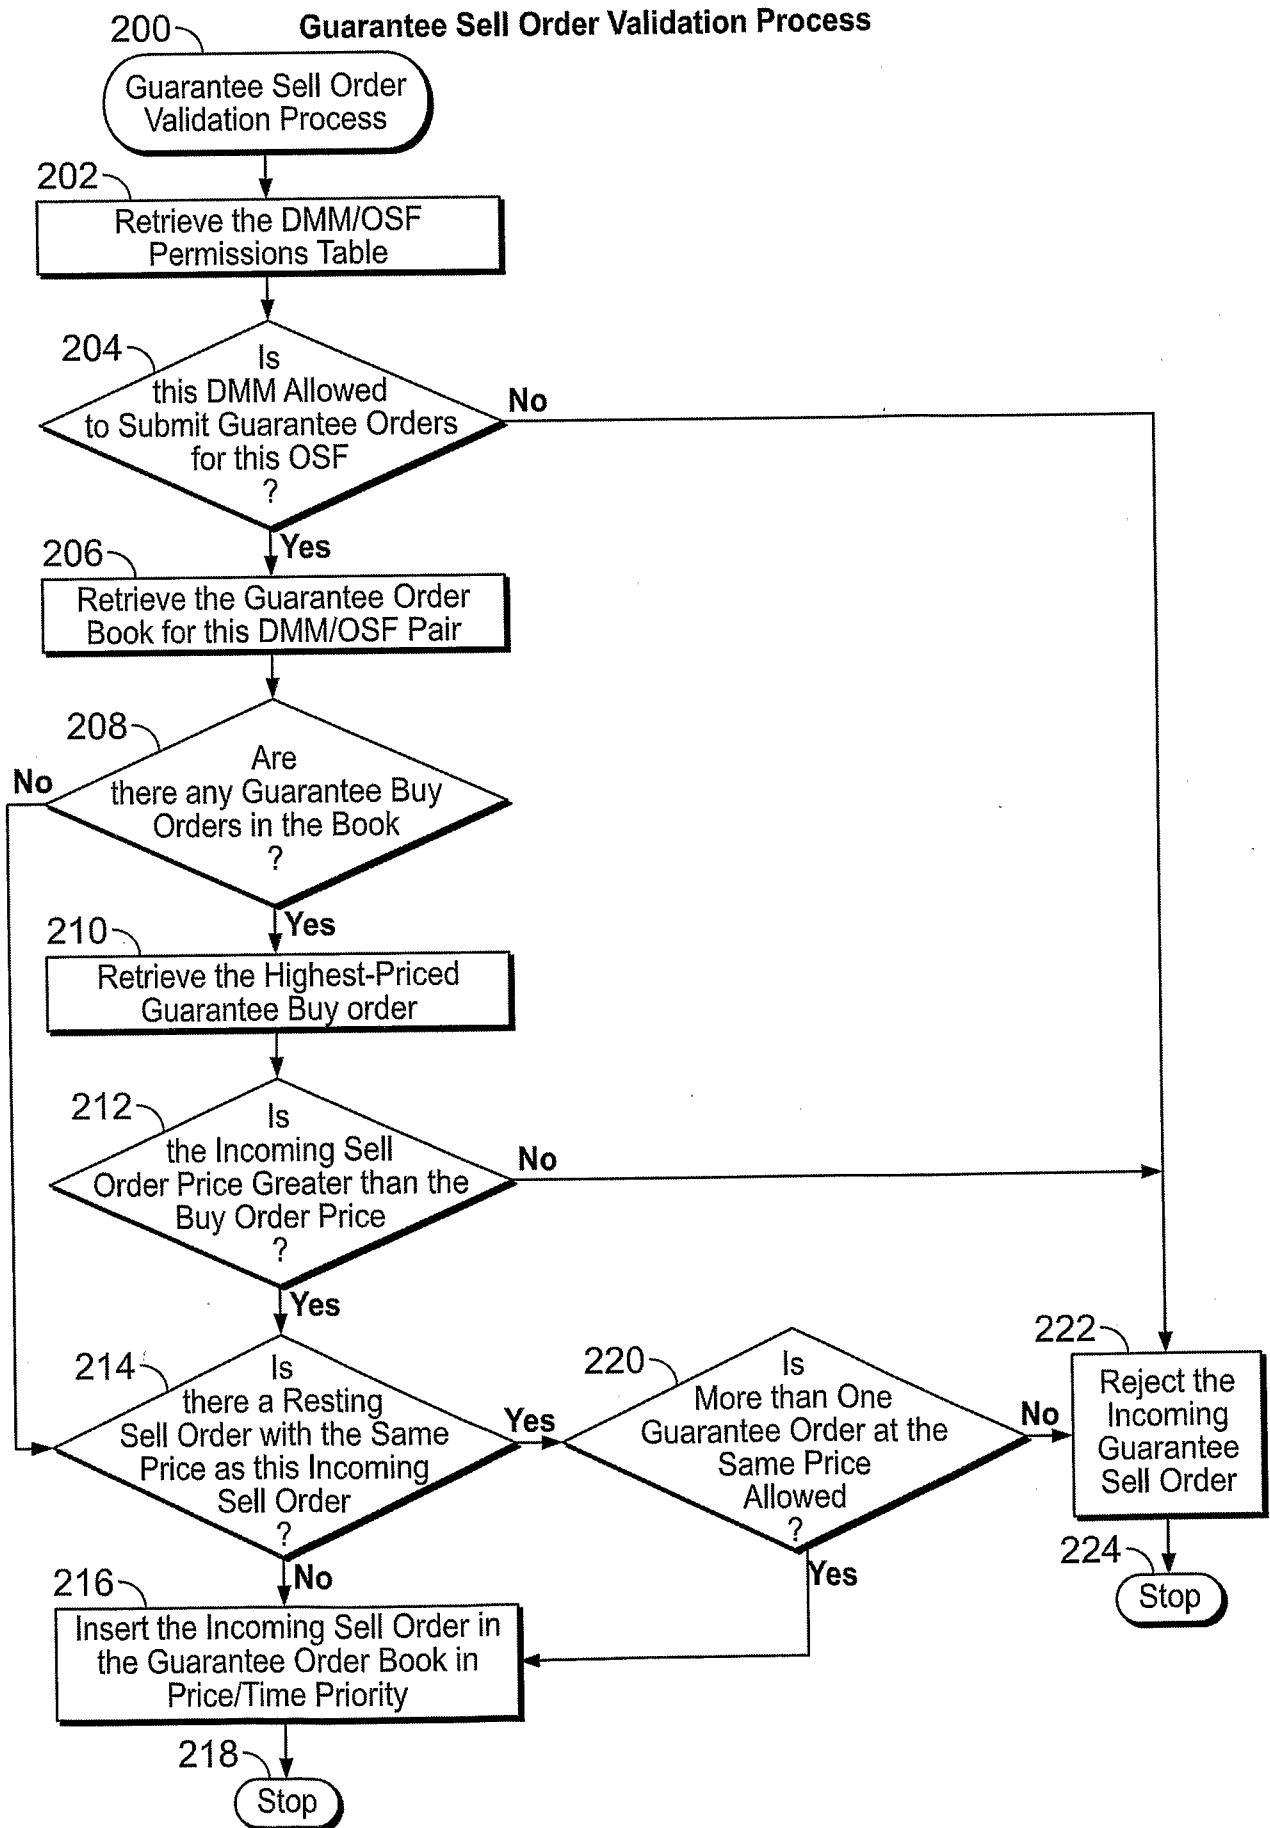 Guarantee Sell Order Validation Process
200
Guarantee Sell Order
Validation Process
202
Retrieve the DMM/OSF
Permissions Table
204
Is
this DMM Allowed
to Submit Guarantee Orders
for this OSF
?
No
Yes
206
Retrieve the Guarantee Order
Book for this DMM/OSF Pair
208
Are
there any Guarantee Buy
Orders in the Book
?
No
Yes
210
Retrieve the Highest-Priced
Guarantee Buy order
212
Is
the Incoming Sell
Order Price Greater than the
Buy Order Price
?
No
Yes
214
Is
there a Resting
Sell Order with the Same
Price as this Incoming
Sell Order
?
Yes
No
220
Is
More than One
Guarantee Order at the
Same Price
Allowed
?
No
Yes
222
Reject the
Incoming
Guarantee
Sell Order
224
Stop
216
Insert the Incoming Sell Order in
the Guarantee Order Book in
Price/Time Priority
218
Stop